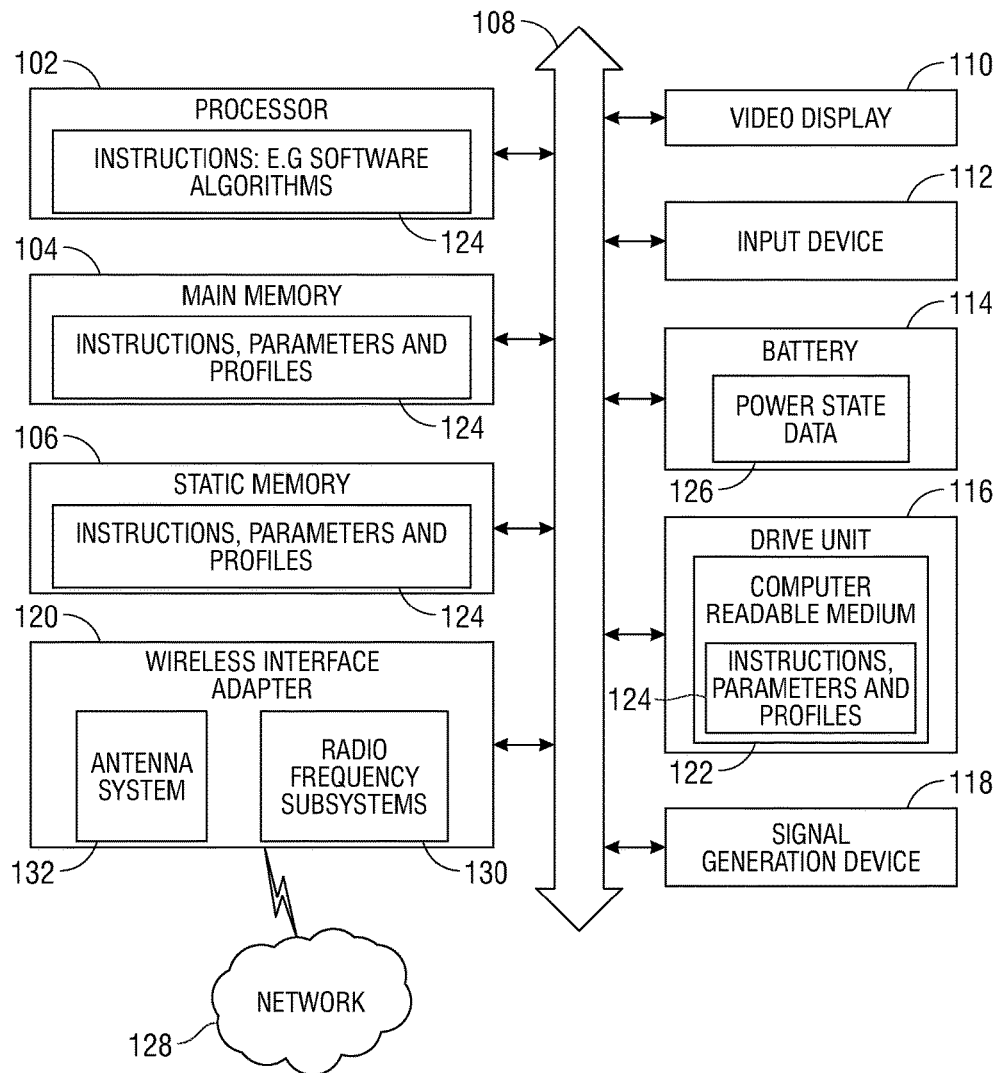 108
102
PROCESSOR
INSTRUCTIONS: E.G SOFTWARE
ALGORITHMS
124
104
MAIN MEMORY
INSTRUCTIONS, PARAMETERS AND
PROFILES
124
106
STATIC MEMORY
INSTRUCTIONS, PARAMETERS AND
PROFILES
124
120
WIRELESS INTERFACE
ADAPTER
ANTENNA
SYSTEM
RADIO
FREQUENCY
SUBSYSTEMS
132
130
NETWORK
128
110
VIDEO DISPLAY
112
INPUT DEVICE
114
BATTERY
POWER STATE
DATA
126
116
DRIVE UNIT
COMPUTER
READABLE MEDIUM
INSTRUCTIONS,
PARAMETERS AND
PROFILES
124
122
118
SIGNAL
GENERATION DEVICE